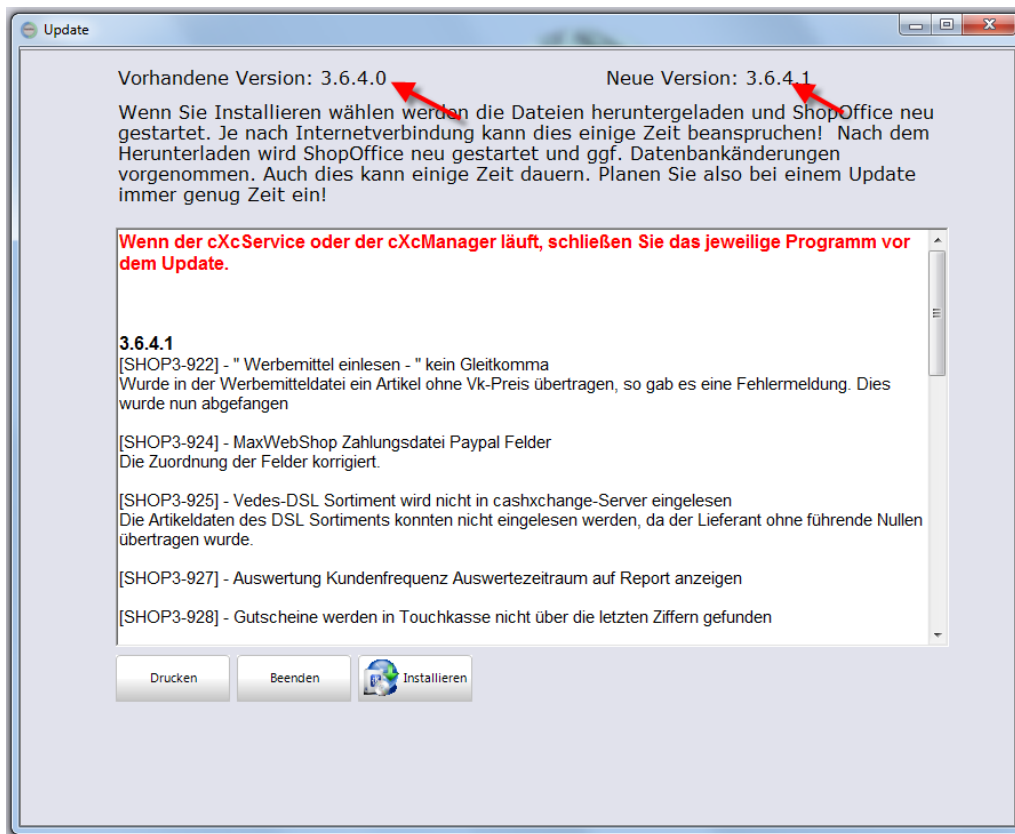 Update
Vorhandene Version: 3.6.4.0
Neue Version: 3.6.4.1
Wenn Sie Installieren wählen werden die Dateien heruntergeladen und ShopOffice neu
gestartet. Je nach Internetverbindung kann dies einige Zeit beanspruchen!  Nach dem
Herunterladen wird ShopOffice neu gestartet und ggf. Datenbankänderungen
vorgenommen. Auch dies kann einige Zeit dauern. Planen Sie also bei einem Update
immer genug Zeit ein!
Wenn der cXcService oder der cXcManager läuft, schließen Sie das jeweilige Programm vor
dem Update.
3.6.4.1
[SHOP3-922] - " Werbemittel einlesen - " kein Gleitkomma
Wurde in der Werbemitteldatei ein Artikel ohne Vk-Preis übertragen, so gab es eine Fehlermeldung. Dies
wurde nun abgefangen
[SHOP3-924] - MaxWebShop Zahlungsdatei Paypal Felder
Die Zuordnung der Felder korrigiert.
[SHOP3-925] - Vedes-DSL Sortiment wird nicht in cashxchange-Server eingelesen
Die Artikeldaten des DSL Sortiments konnten nicht eingelesen werden, da der Lieferant ohne führende Nullen
übertragen wurde.
[SHOP3-927] - Auswertung Kundenfrequenz Auswertezeitraum auf Report anzeigen
[SHOP3-928] - Gutscheine werden in Touchkasse nicht über die letzten Ziffern gefunden
Drucken
Beenden
Installieren